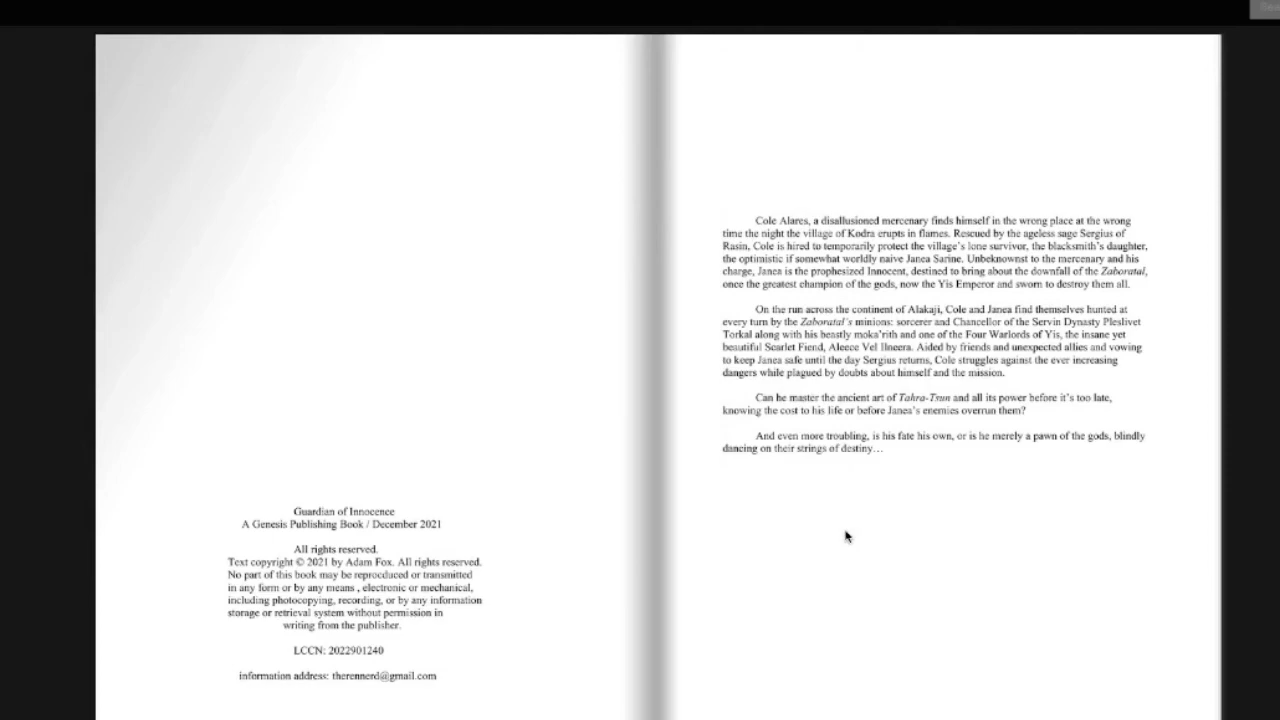 Guardian of Innocence
A Genesis Publishing Book / December 2021
All rights reserved.
Text copyright © 2021 by Adam Fox. All rights reserved.
No part of this book may be reprocduced or transmitted
in any form or by any means , electronic or mechanical,
including photocopying, recording, or by any information
storage or retrieval system without permission in
writing from the publisher.
LCCN: 2022901240
information address: therennerd@gmail.com
Cole Alares, a disallusioned mercenary finds himself in the wrong place at the wrong
time the night the village of Kodra erupts in flames. Rescued by the ageless sage Sergius of
Rasin, Cole is hired to temporarily protect the village's lone survivor, the blacksmith's daughter,
the optimistic if somewhat worldly naive Janea Sarine. Unbeknownst to the mercenary and his
charge, Janea is the prophesized Innocent, destined to bring about the downfall of the Zaboratal,
once the greatest champion of the gods, now the Yis Emperor and sworn to destroy them all.
On the run across the continent of Alakaji, Cole and Janea find themselves hunted at
every turn by the Zaboratal's minions: sorcerer and Chancellor of the Servin Dynasty Pleslivet
Torkal along with his beastly moka'rith and one of the Four Warlords of Yis, the insane yet
beautiful Scarlet Fiend, Aleece Vel Ilneera. Aided by friends and unexpected allies and vowing
to keep Janea safe until the day Sergius returns, Cole struggles against the ever increasing
dangers while plagued by doubts about himself and the mission.
Can he master the ancient art of Tahra-Tsun and all its power before it's too late,
knowing the cost to his life or before Janea's enemies overrun them?
And even more troubling, is his fate his own, or is he merely a pawn of the gods, blindly
dancing on their strings of destiny…